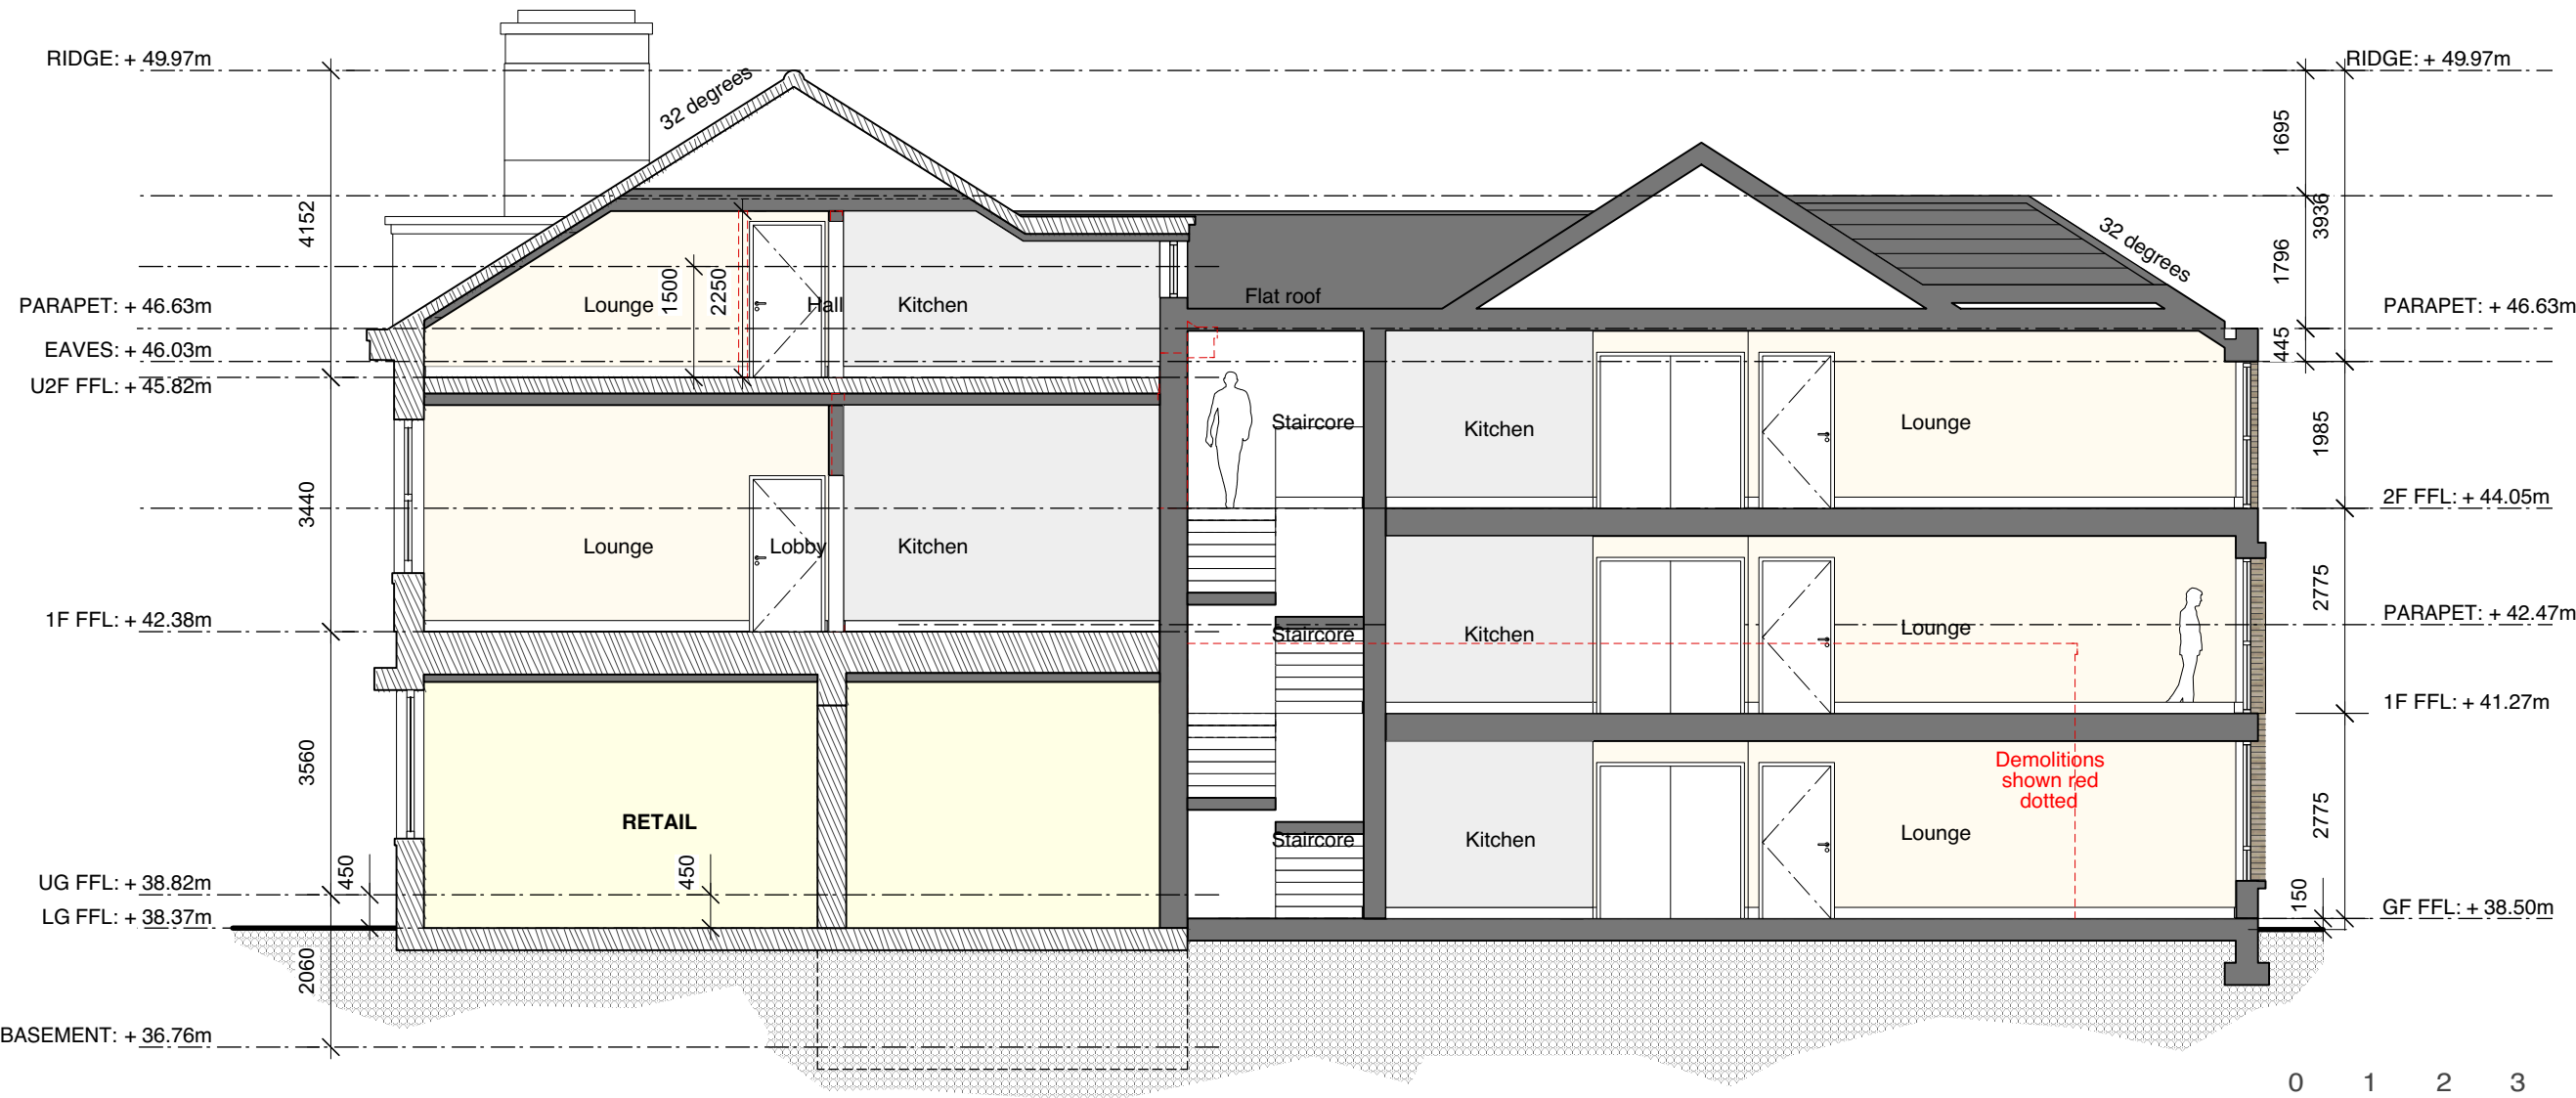 RIDGE: + 49.97m
RIDGE: + 49.97m
32 degrees
1695
4152
3936
32 degrees
1796
PARAPET: + 46.63m
Lounge
1500
2250
Hall
Kitchen
Flat roof
PARAPET: + 46.63m
EAVES: + 46.03m
445
U2F FFL: + 45.82m
Staircore
Kitchen
Lounge
1985
3440
2F FFL: + 44.05m
Lounge
Lobby
Kitchen
2775
1F FFL: + 42.38m
Staircore
Kitchen
Lounge
PARAPET: + 42.47m
1F FFL: + 41.27m
3560
Demolitions
shown red
dotted
RETAIL
Staircore
Kitchen
Lounge
2775
UG FFL: + 38.82m
450
450
150
LG FFL: + 38.37m
GF FFL: + 38.50m
2060
BASEMENT: + 36.76m
0 1 2 3